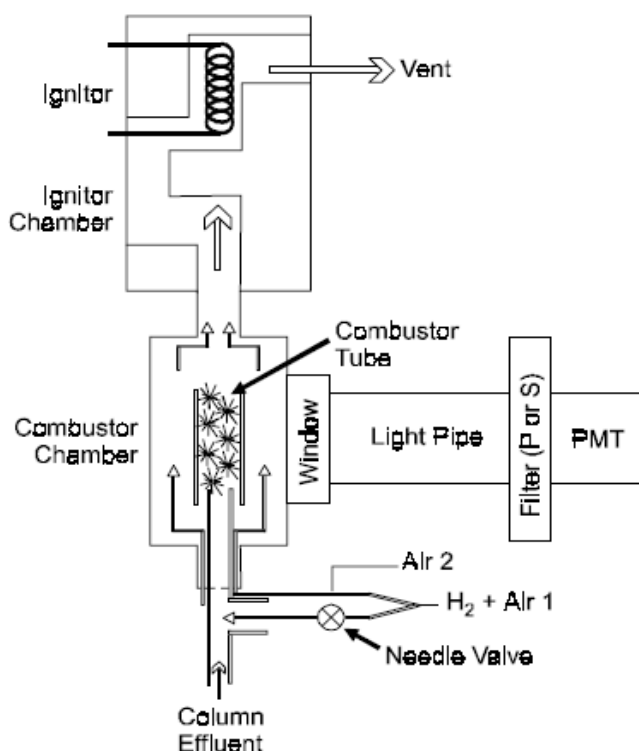 Ignitor
Vent
Ignitor
Chamber
Combustor
Tube
Combustor
Chamber
Window
Light Pipe
Filter (P or S)
PMT
Air 2
H₂ + Air 1
Needle Valve
Column
Effluent